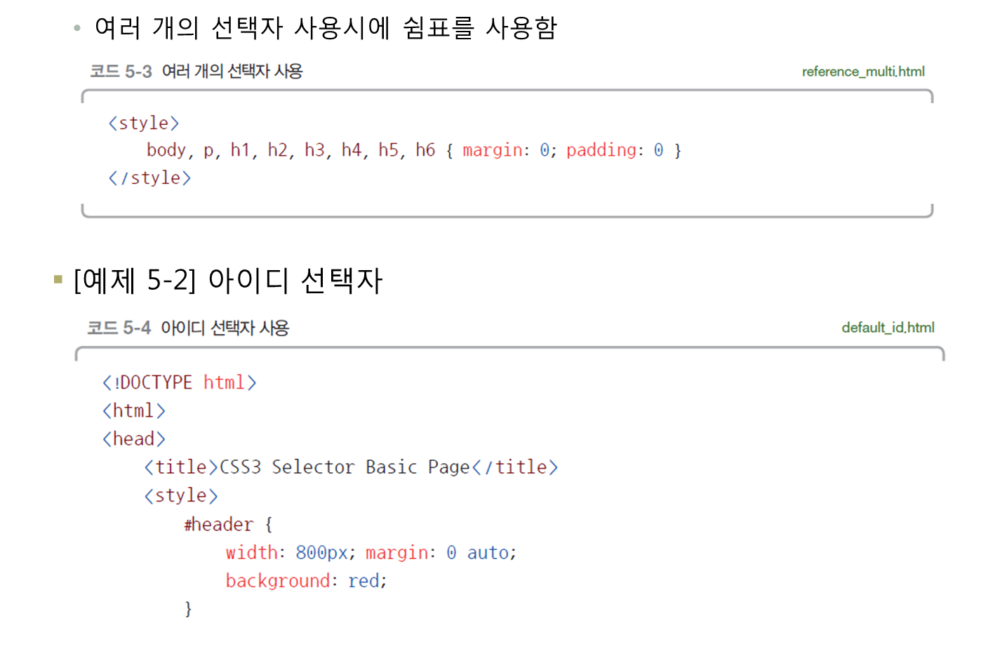 • 여러 개의 선택자 사용시에 쉼표를 사용함
코드 5-3 여러 개의 선택자 사용 reference_multi.html
<style>
body, p, h1, h2, h3, h4, h5, h6 { margin: 0; padding: 0 }
</style>
▪ [예제 5-2] 아이디 선택자
코드 5-4 아이디 선택자 사용 default_id.html
<!DOCTYPE html>
<html>
<head>
<title>CSS3 Selector Basic Page</title>
<style>
#header {
width: 800px; margin: 0 auto;
background: red;
}